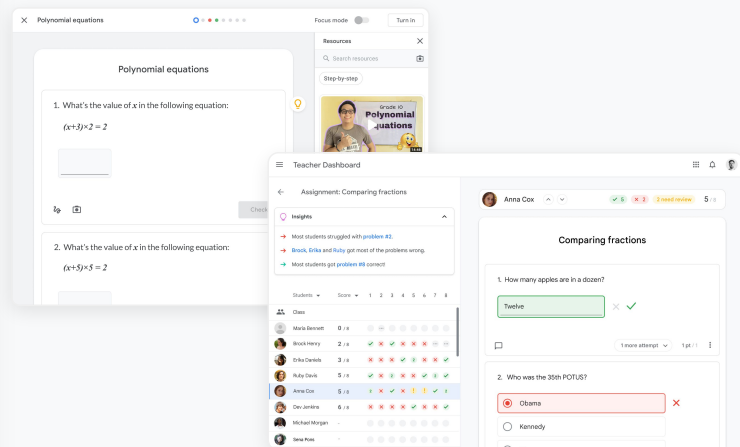 Polynomial equations
Focus mode
Turn in
Polynomial equations
1. What's the value of x in the following equation:
(x+3)×2 = 2
Check
2. What's the value of x in the following equation:
(x+5)×5 = 2
Resources
Search resources
Step-by-step
Grade 10
Polynomial
Equations
Teacher Dashboard
Assignment: Comparing fractions
Insights
Most students struggled with problem #2.
Brock, Erika and Ruby got most of the problems wrong.
Most students got problem #8 correct!
Students Score 1 2 3 4 5 6 7 8
Class
Maria Bennett 0 / 8
Brock Henry 2 / 8
Erika Daniels 3 / 8
Ruby Davis 5 / 8
Anna Cox 5 / 8
Dev Jenkins 6 / 8
Michael Morgan -
Sena Pons -
Anna Cox 5 3 2 need review 5 / 8
Comparing fractions
1. How many apples are in a dozen?
Twelve
1 more attempt 1 pt / 1
2. Who was the 35th POTUS?
Obama
Kennedy